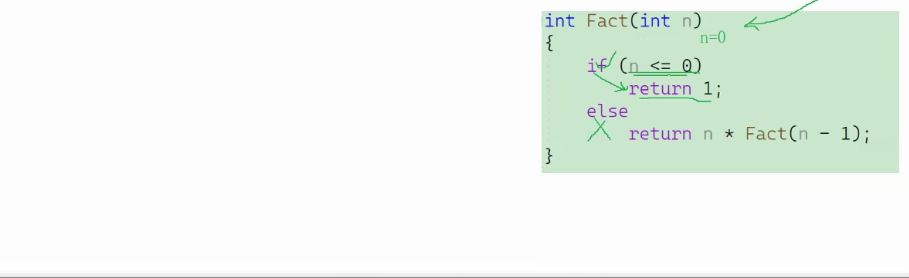 int Fact(int n)
n=0
{
if (n <= 0)
return 1;
else
return n * Fact(n - 1);
}